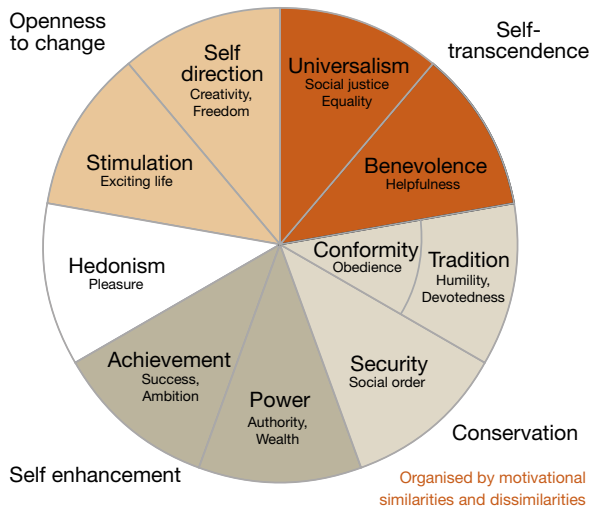 Openness
to change
Self-
transcendence
Self
direction
Creativity,
Freedom
Universalism
Social justice
Equality
Stimulation
Exciting life
Benevolence
Helpfulness
Hedonism
Pleasure
Conformity
Obedience
Tradition
Humility,
Devotedness
Achievement
Success,
Ambition
Power
Authority,
Wealth
Security
Social order
Self enhancement
Conservation
Organised by motivational
similarities and dissimilarities